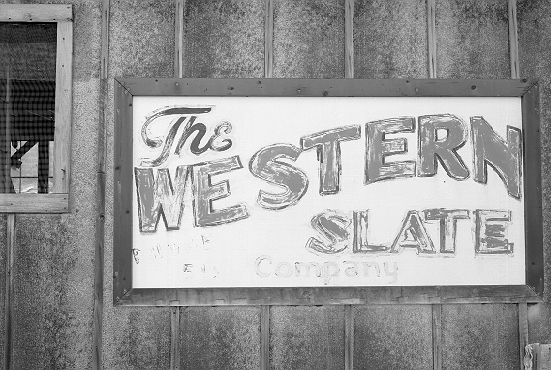 The
WESTERN
SLATE
Company